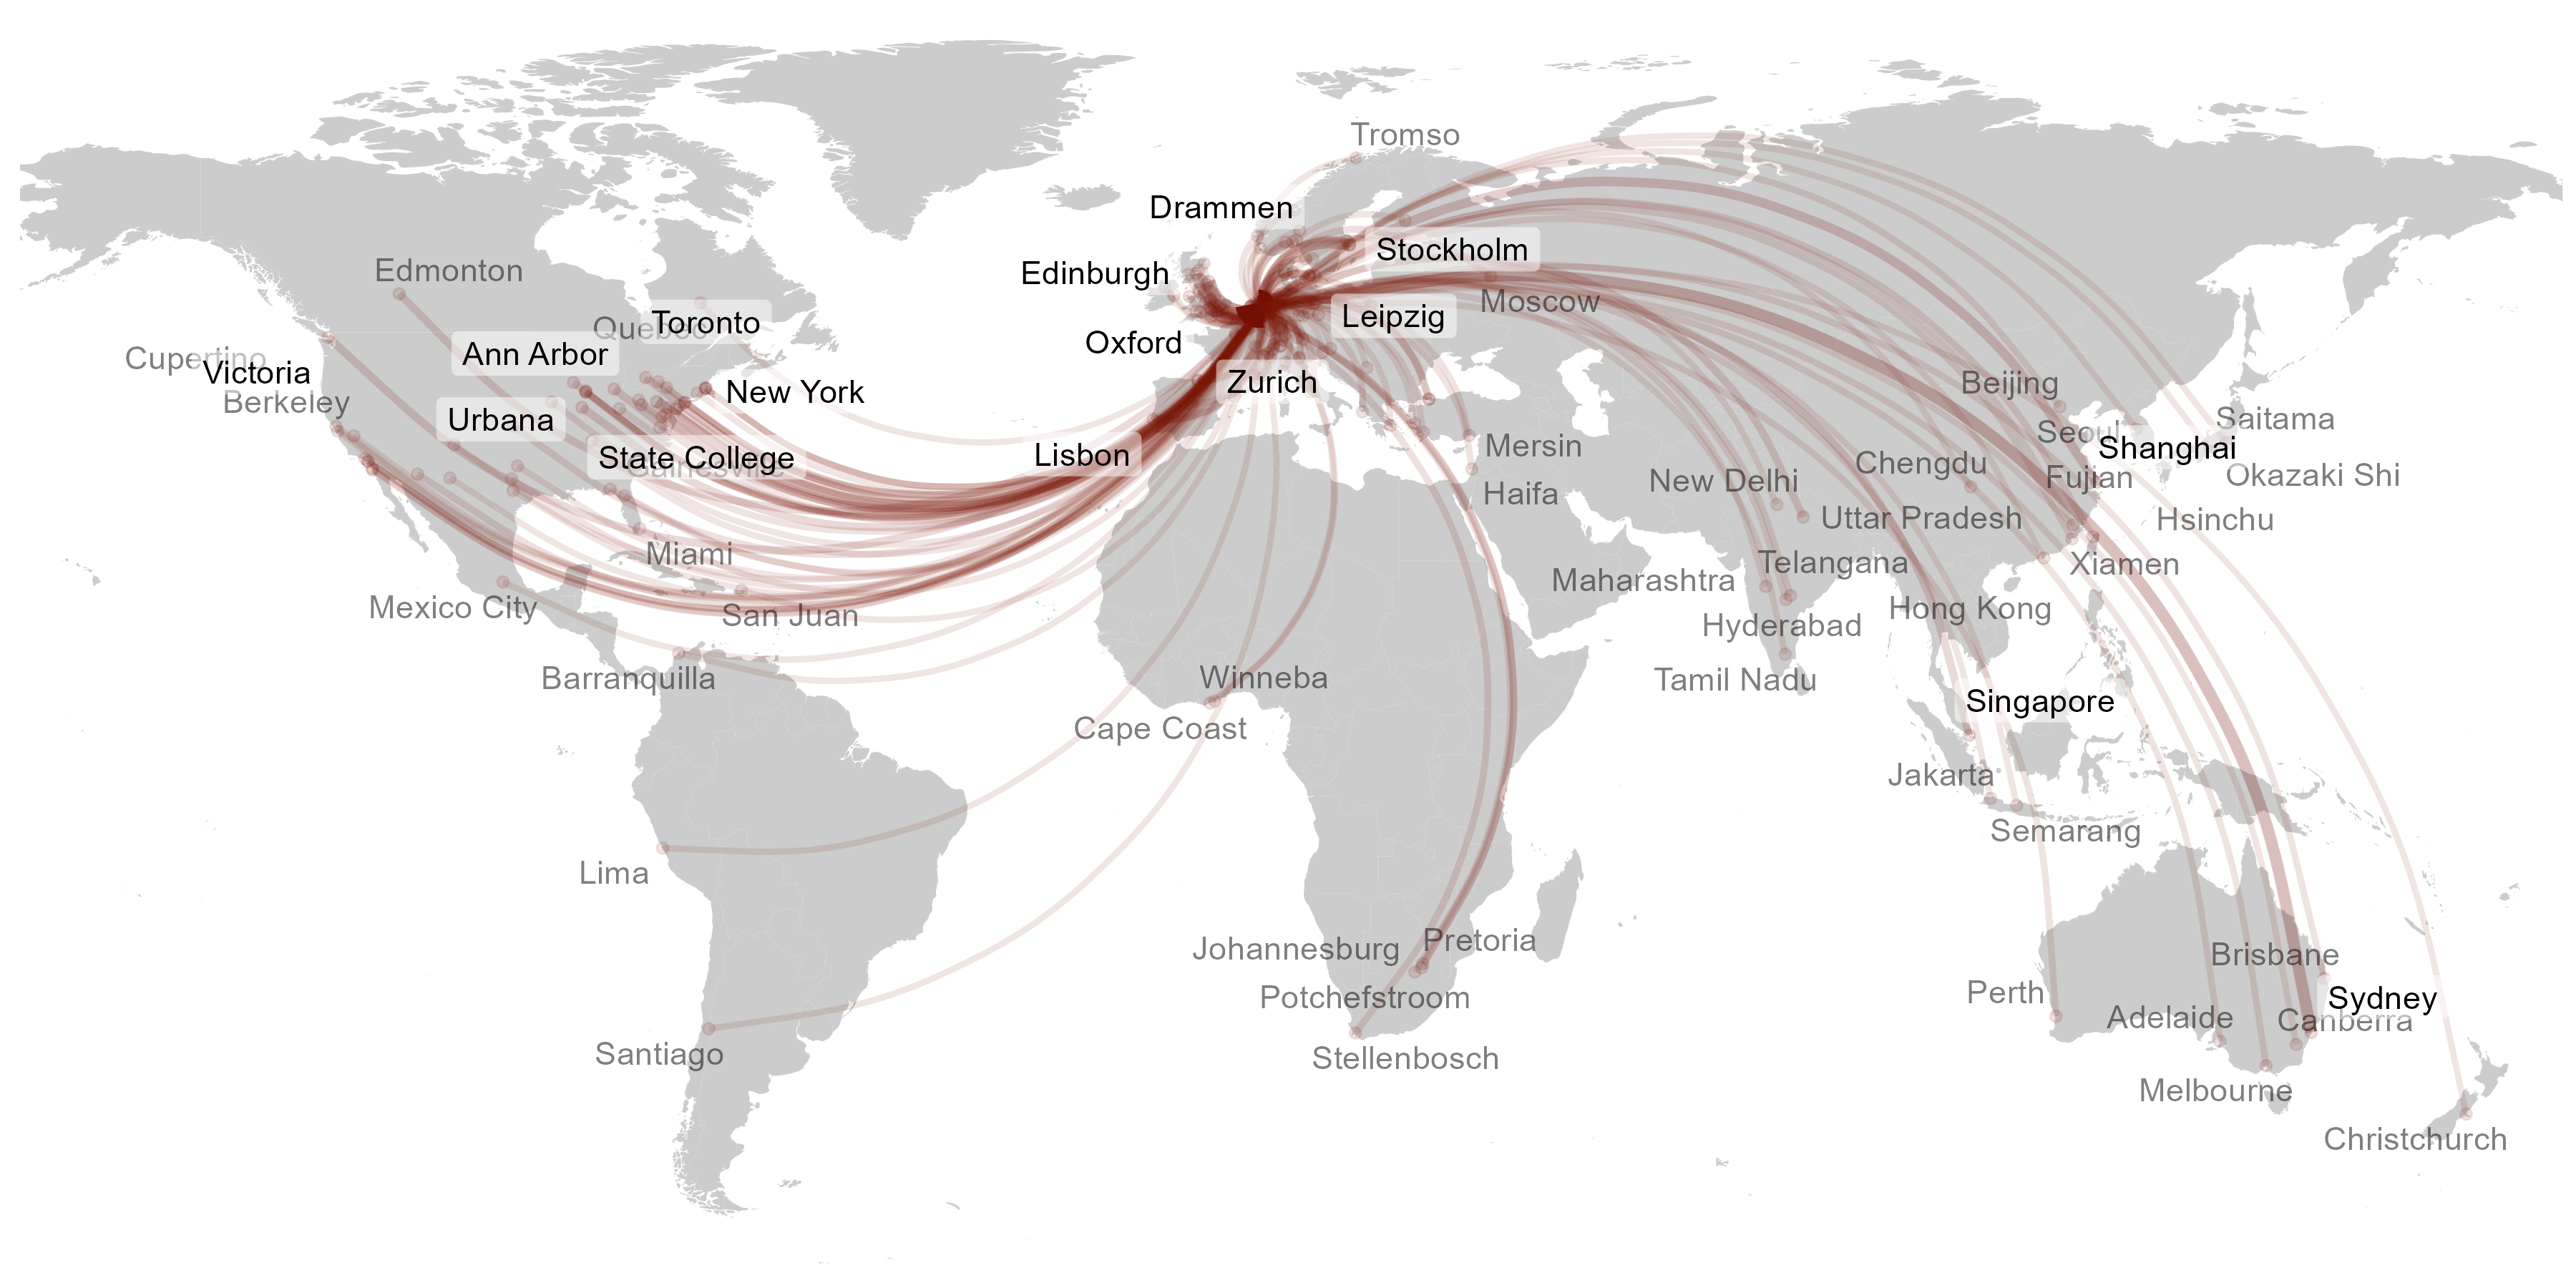 Tromso
Drammen
Stockholm
Edmonton
Edinburgh
Moscow
Quebec
Toronto
Leipzig
Oxford
Ann Arbor
Cupertino
Victoria
Zurich
Beijing
New York
Berkeley
Urbana
Saitama
Seoul
Mersin
Shanghai
Lisbon
State College
Gainesville
Chengdu
Okazaki Shi
New Delhi
Fujian
Haifa
Uttar Pradesh
Hsinchu
Miami
Telangana
Xiamen
Maharashtra
Mexico City
Hong Kong
San Juan
Hyderabad
Barranquilla
Winneba
Tamil Nadu
Singapore
Cape Coast
Jakarta
Semarang
Lima
Johannesburg
Pretoria
Brisbane
Perth
Potchefstroom
Sydney
Adelaide
Canberra
Santiago
Stellenbosch
Melbourne
Christchurch